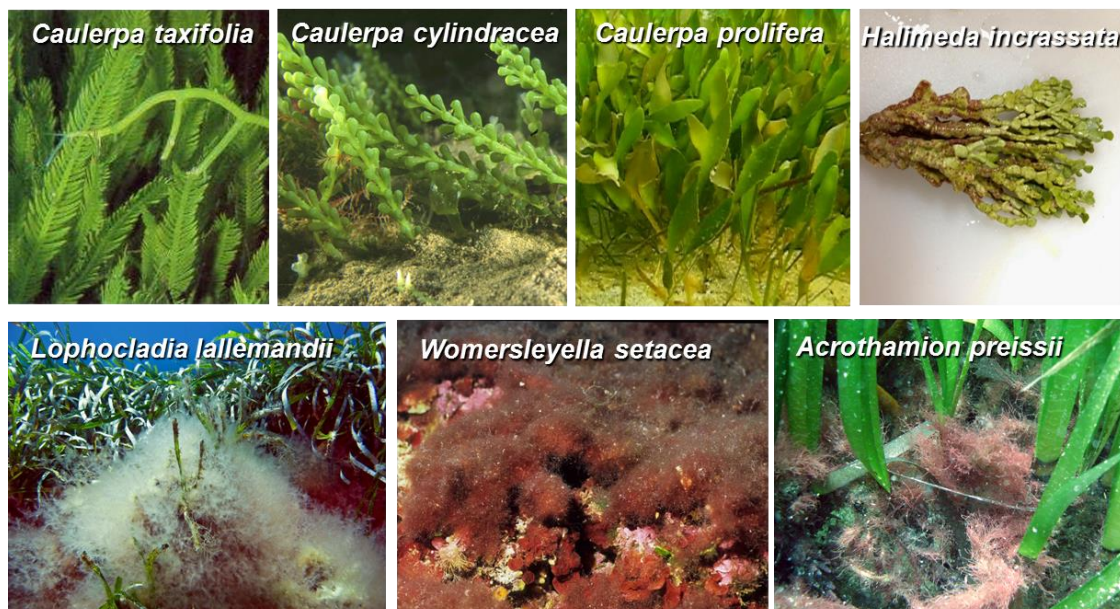 Caulerpa taxifolia
Caulerpa cylindracea
Caulerpa prolifera
Halimeda incrassata
Lophocladia lallemandii
Womersleyella setacea
Acrothamion preissii